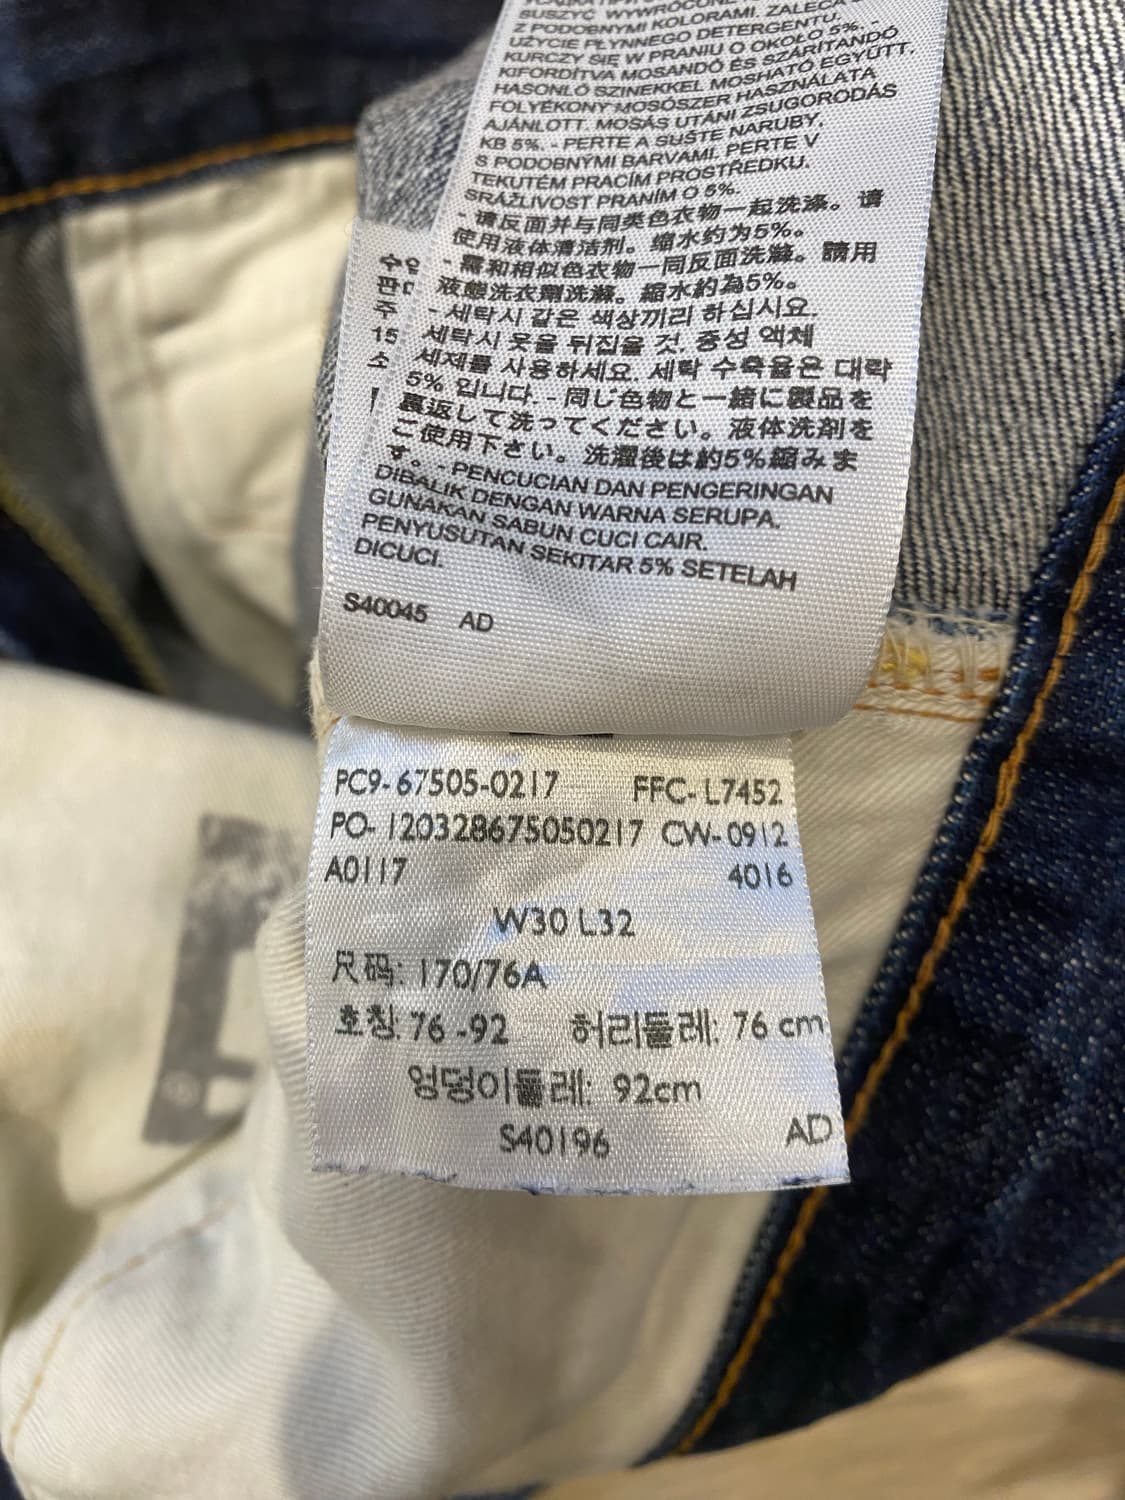 SUSZYĆ WYWRÓCONE
Z PODOBNYMI KOLORAMI. ZALECA
UŻYCIE PŁYNNEGO DETERGENTU.
KURCZY SIĘ W PRANIU O OKOŁO 5%. -
KIFORDÍTVA MOSANDÓ ÉS SZÁRÍTANDÓ
HASONLÓ SZINEKKEL MOSHATÓ EGYÜTT.
FOLYÉKONY MOSÓSZER HASZNÁLATA
AJÁNLOTT. MOSÁS UTÁNI ZSUGORODÁS
KB 5%. - PERTE A SUŠTE NARUBY,
S PODOBNÝMI BARVAMI. PERTE V
TEKUTÉM PRACÍM PROSTŘEDKU.
SRÁŽLIVOST PRANÍM O 5%.
- 请反面并与同类色衣物一起洗涤。请
使用液体清洁剂。缩水约为5%。
- 需和相似色衣物一同反面洗滌。請用
液態洗衣劑洗滌。縮水約為5%。
- 세탁시 같은 색상끼리 하십시요.
세탁시 옷을 뒤집을 것. 중성 액체
세제를 사용하세요. 세탁 수축율은 대략
5% 입니다. - 同じ色物と一緒に製品を
裏返して洗ってください。液体洗剤を
ご使用下さい。洗濯後は約5%縮みま
す。- PENCUCIAN DAN PENGERINGAN
DIBALIK DENGAN WARNA SERUPA.
GUNAKAN SABUN CUCI CAIR.
PENYUSUTAN SEKITAR 5% SETELAH
DICUCI.
S40045 AD
주
15
PC9-67505-0217 FFC-L7452
PO-120328675050217 CW-0912
A0117 4016
W30 L32
尺码: 170/76A
호칭: 76-92 허리둘레: 76 cm
엉덩이둘레: 92cm
S40196 AD